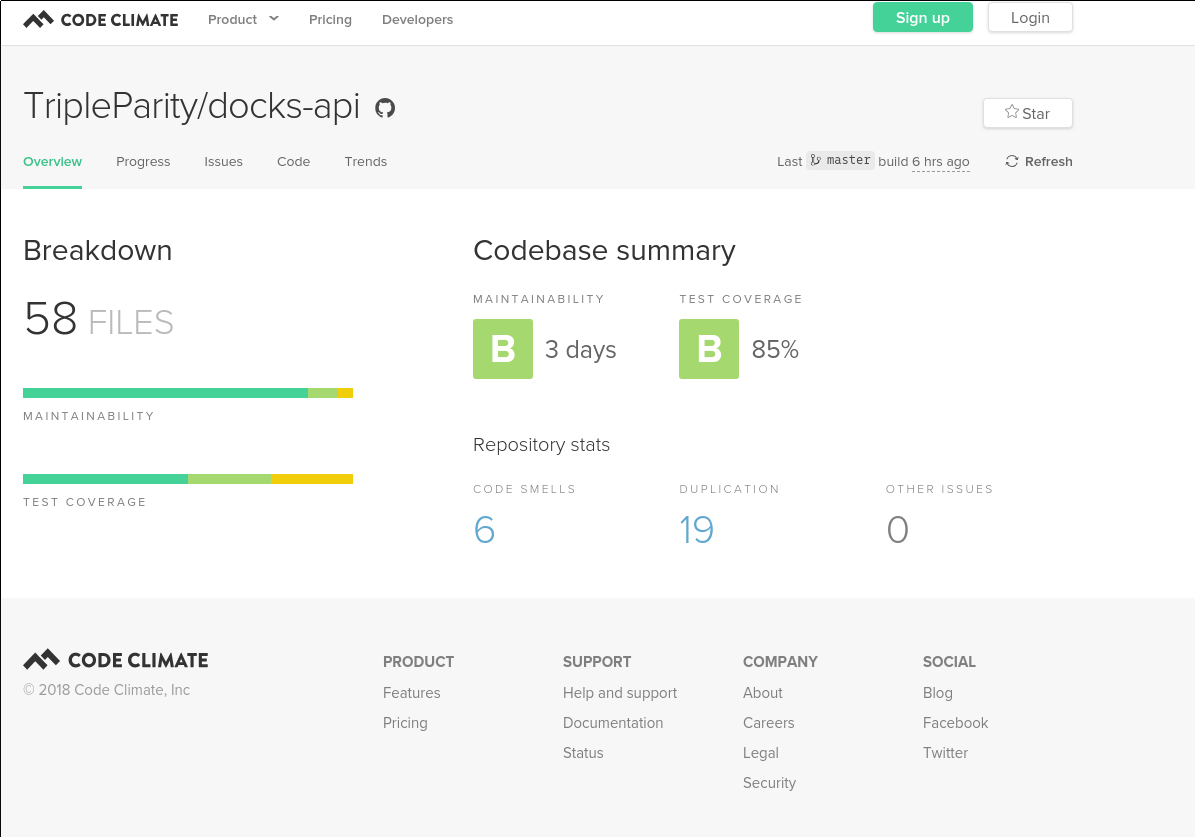 CODE CLIMATE Product Pricing Developers Sign up Login
TripleParity/docks-api
Star
Overview Progress Issues Code Trends Last master build 6 hrs ago Refresh
Breakdown
58 FILES
MAINTAINABILITY
TEST COVERAGE
Codebase summary
MAINTAINABILITY TEST COVERAGE
B 3 days B 85%
Repository stats
CODE SMELLS DUPLICATION OTHER ISSUES
6 19 0
CODE CLIMATE
© 2018 Code Climate, Inc
PRODUCT
Features
Pricing
SUPPORT
Help and support
Documentation
Status
COMPANY
About
Careers
Legal
Security
SOCIAL
Blog
Facebook
Twitter